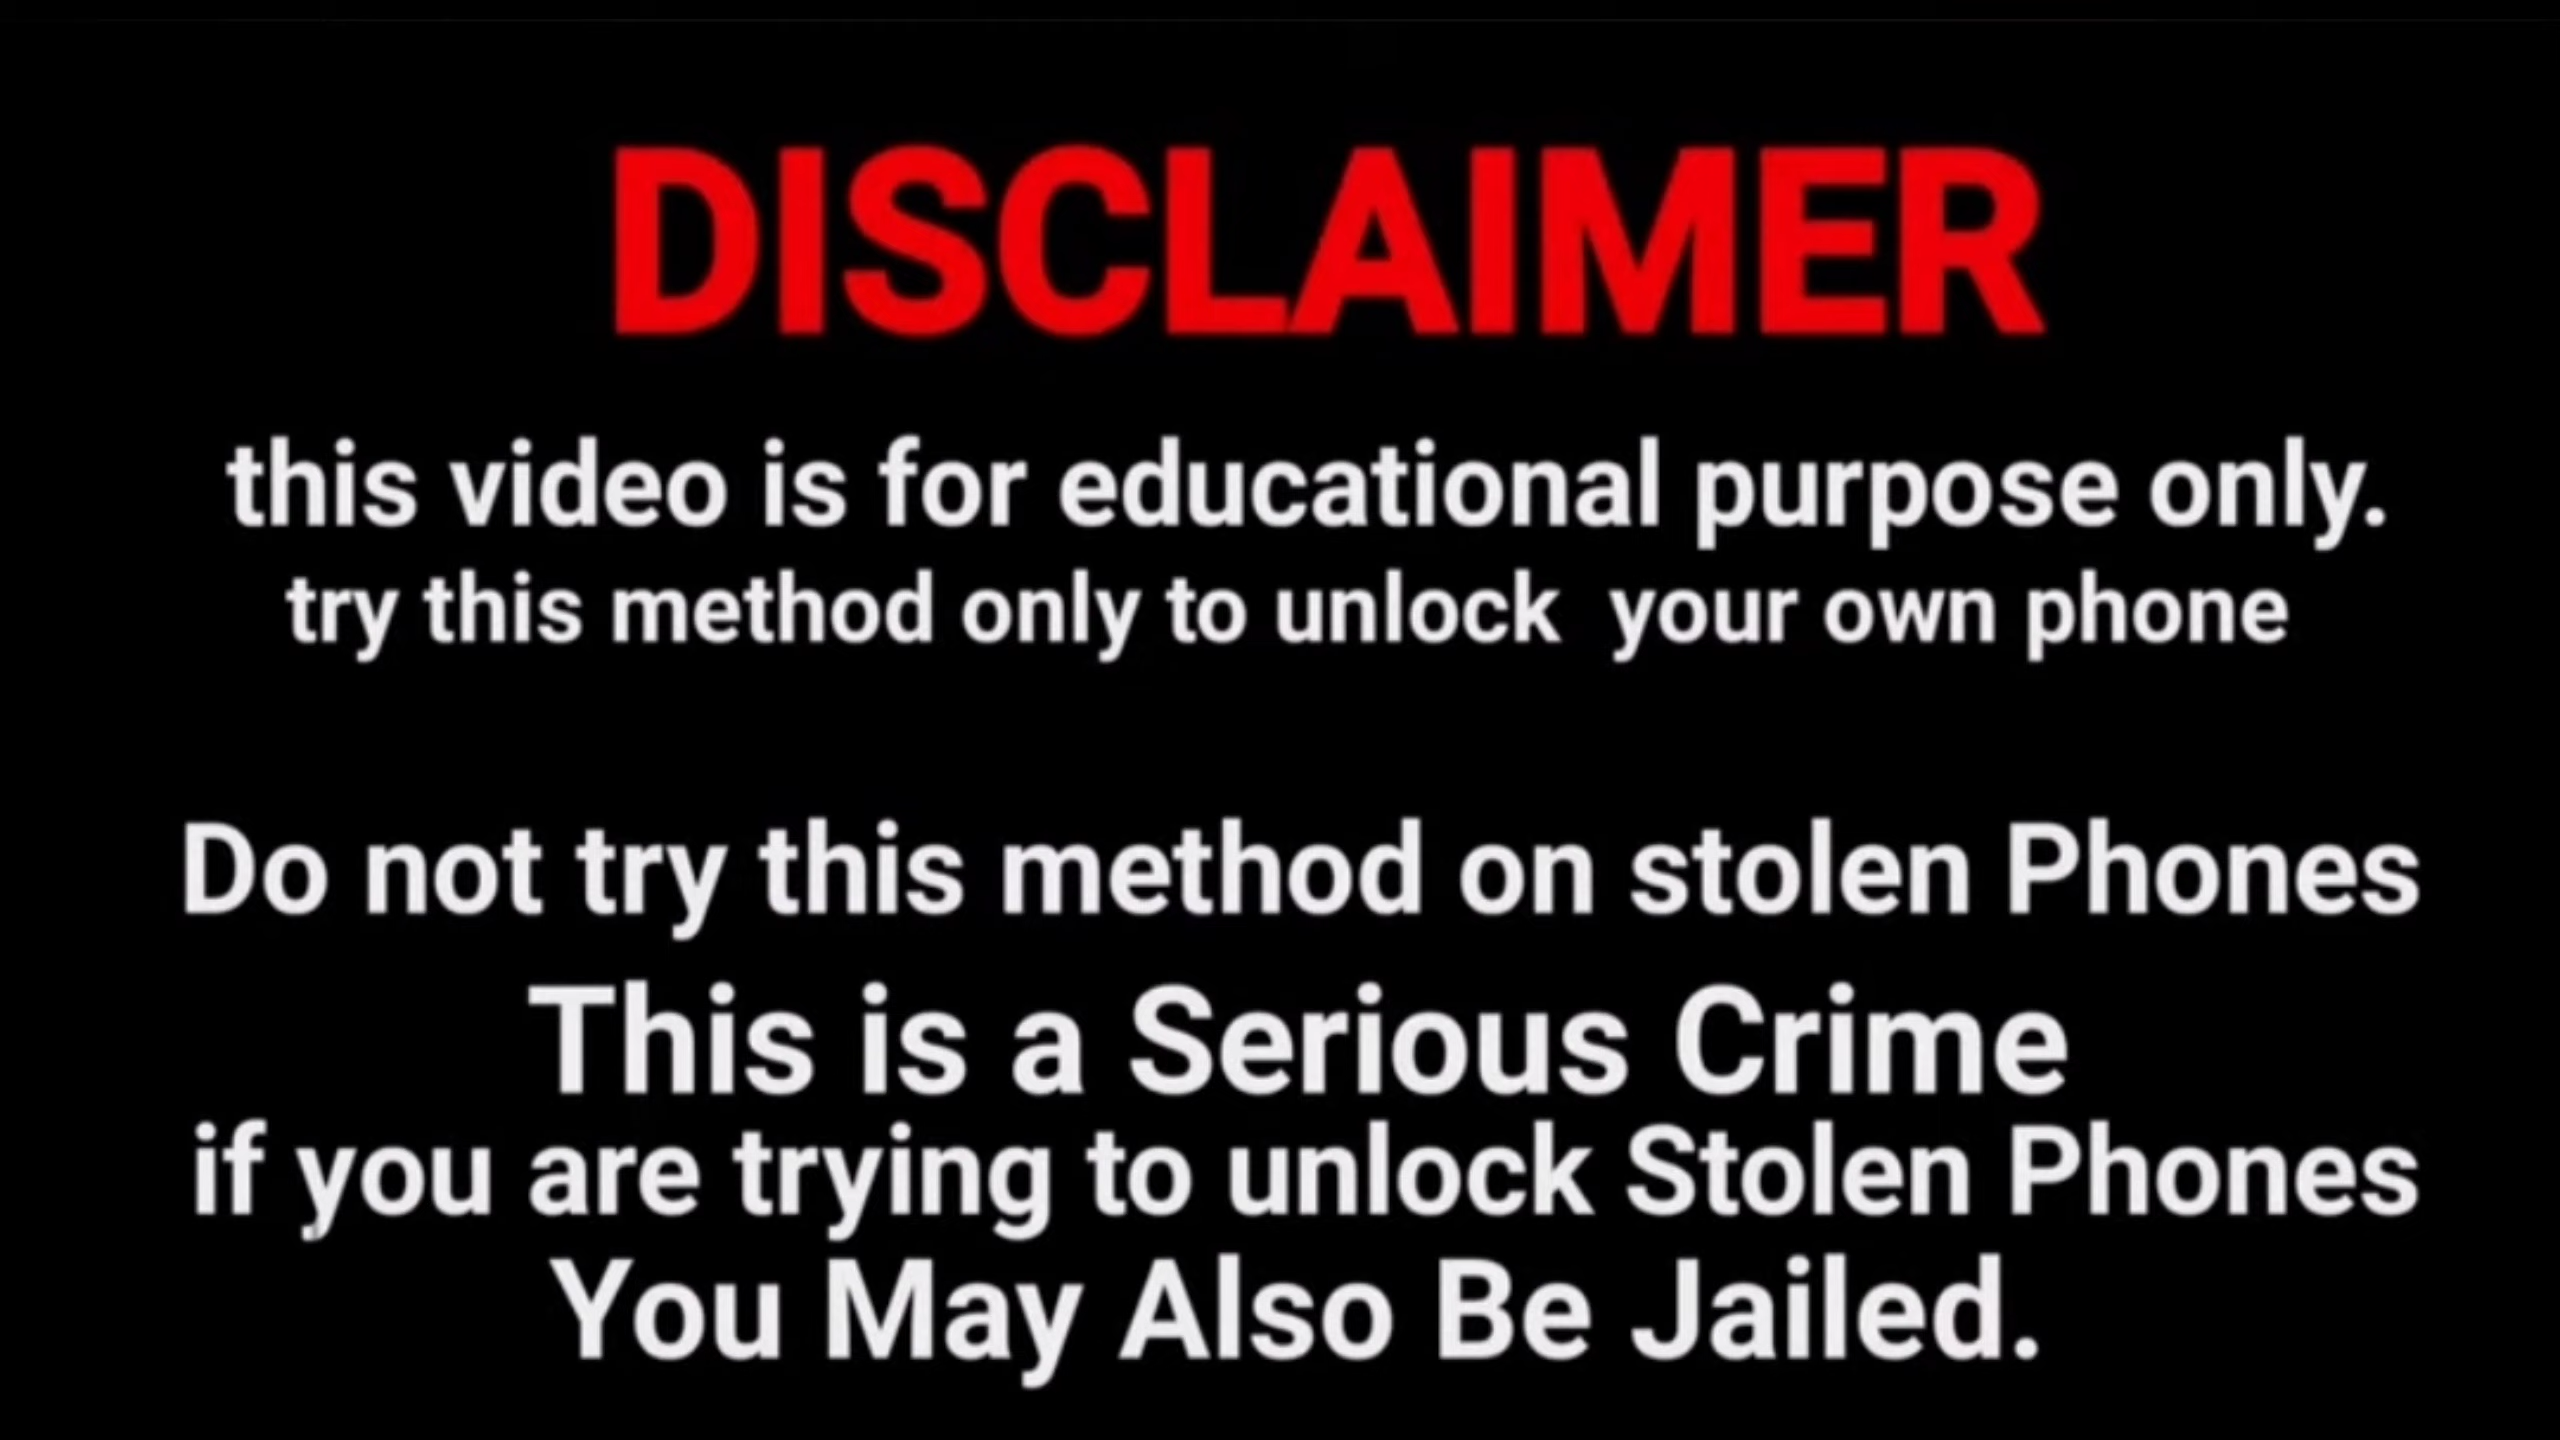 DISCLAIMER
this video is for educational purpose only.
try this method only to unlock  your own phone
Do not try this method on stolen Phones
This is a Serious Crime
if you are trying to unlock Stolen Phones
You May Also Be Jailed.